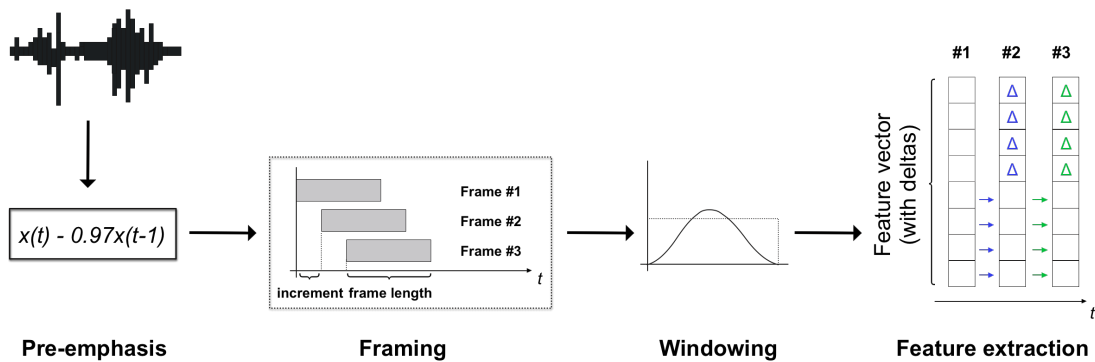 #1 #2 #3
Δ Δ
Δ Δ
Δ Δ
Δ Δ
Feature vector
(with deltas)
x(t) - 0.97x(t-1)
Frame #1
Frame #2
Frame #3
t
increment frame length
t
Pre-emphasis Framing Windowing Feature extraction